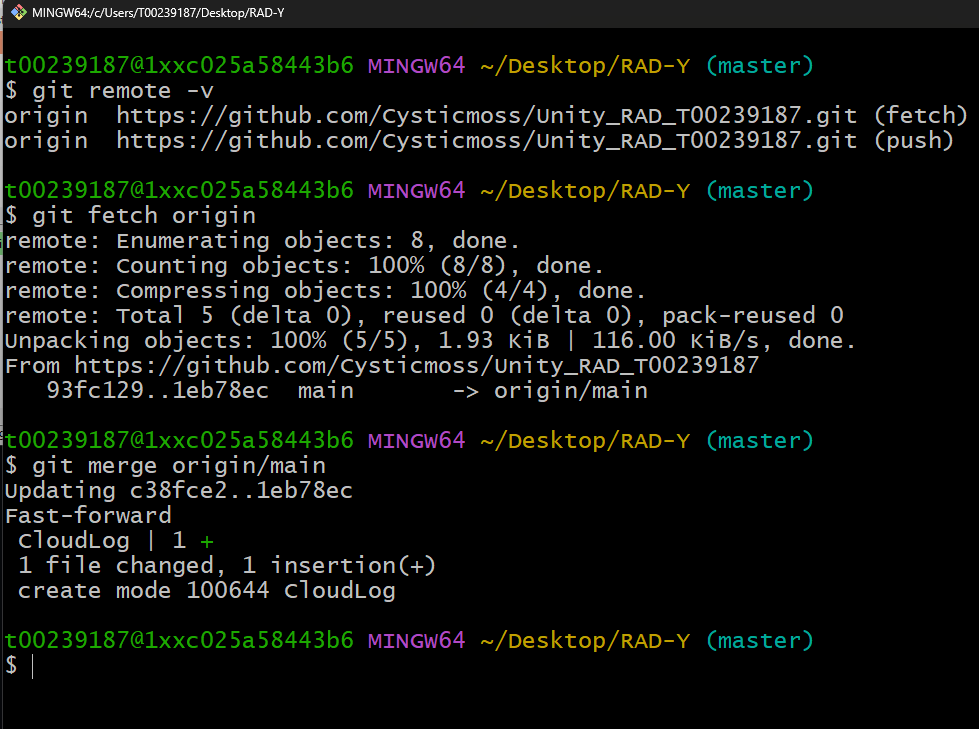 MINGW64:/c/Users/T00239187/Desktop/RAD-Y
t00239187@1xxc025a58443b6 MINGW64 ~/Desktop/RAD-Y (master)
$ git remote -v
origin  https://github.com/Cysticmoss/Unity_RAD_T00239187.git (fetch)
origin  https://github.com/Cysticmoss/Unity_RAD_T00239187.git (push)
t00239187@1xxc025a58443b6 MINGW64 ~/Desktop/RAD-Y (master)
$ git fetch origin
remote: Enumerating objects: 8, done.
remote: Counting objects: 100% (8/8), done.
remote: Compressing objects: 100% (4/4), done.
remote: Total 5 (delta 0), reused 0 (delta 0), pack-reused 0
Unpacking objects: 100% (5/5), 1.93 KiB | 116.00 KiB/s, done.
From https://github.com/Cysticmoss/Unity_RAD_T00239187
   93fc129..1eb78ec  main       -> origin/main
t00239187@1xxc025a58443b6 MINGW64 ~/Desktop/RAD-Y (master)
$ git merge origin/main
Updating c38fce2..1eb78ec
Fast-forward
 CloudLog | 1 +
 1 file changed, 1 insertion(+)
 create mode 100644 CloudLog
t00239187@1xxc025a58443b6 MINGW64 ~/Desktop/RAD-Y (master)
$